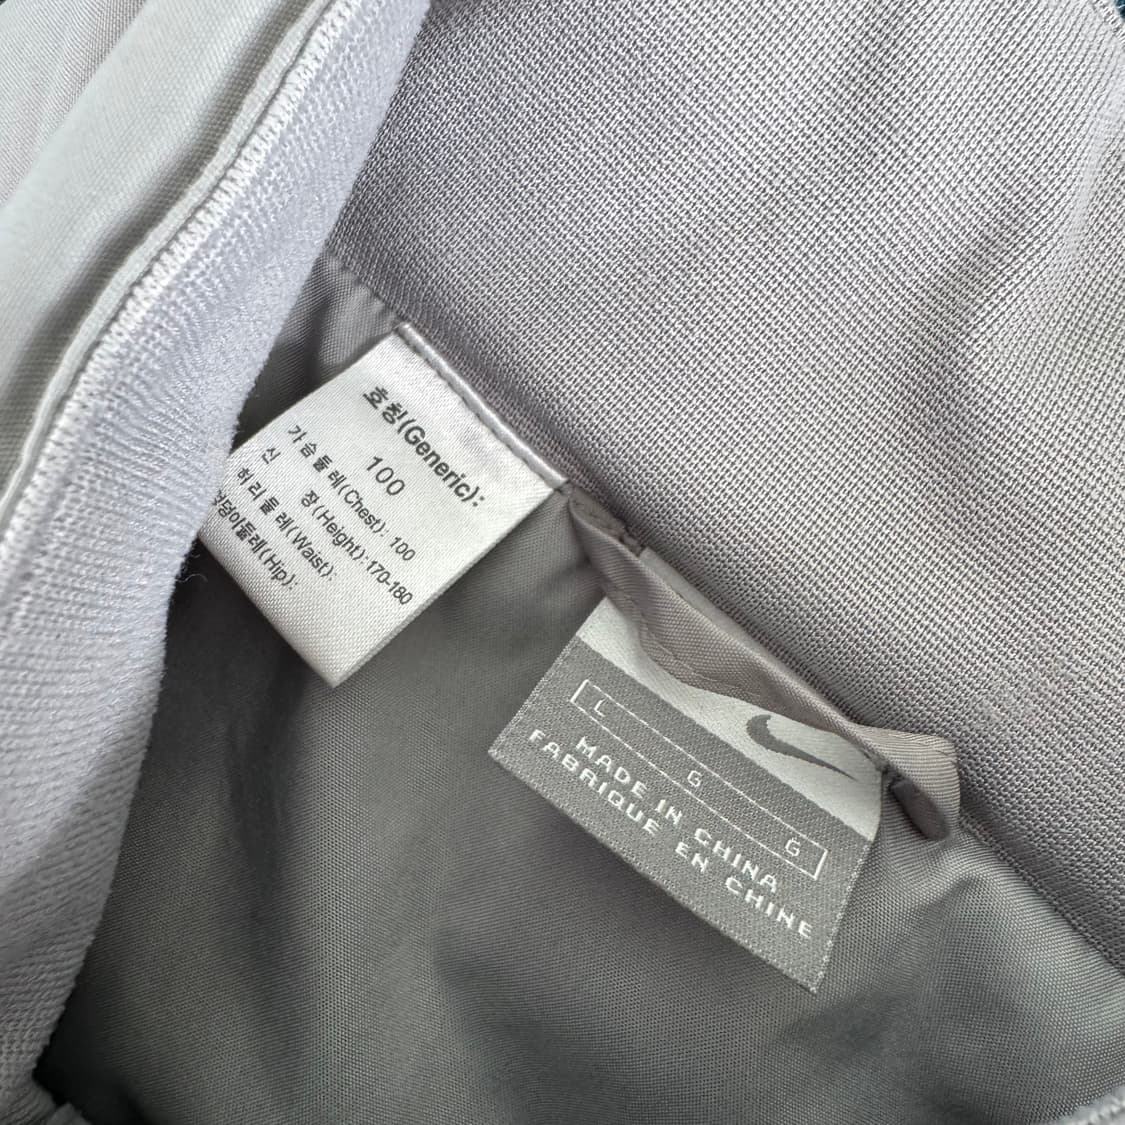 호칭(Generic):
100
가슴둘레(Chest): 100
신 장(Height):170-180
허리둘레(Waist):
엉덩이둘레(Hip):
L G G
MADE IN CHINA
FABRIQUE EN CHINE